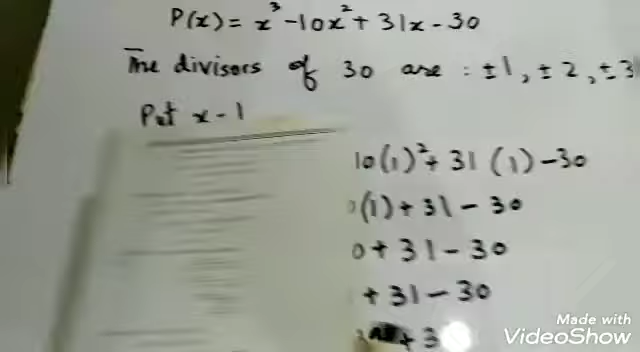 P(x) = x³ - 10x² + 31x - 30
The divisors of 30 are : ±1, ±2, ±3
Put x - 1
10(1)² + 31 (1) - 30
(1) + 31 - 30
0 + 31 - 30
+ 31 - 30
+ 3
Made with
VideoShow